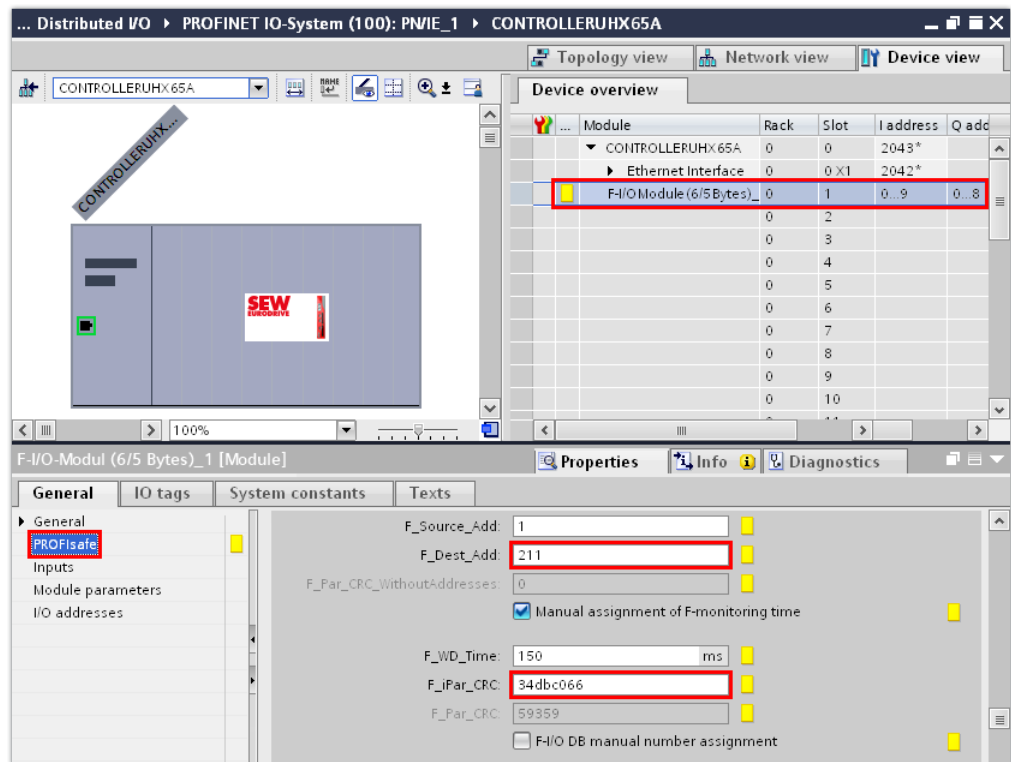 ... Distributed I/O ▸ PROFINET IO-System (100): PN/IE_1 ▸ CONTROLLERUHX65A
Topology view Network view Device view
CONTROLLERUHX65A NAME
Device overview
... Module Rack Slot I address Q add
CONTROLLERUHX65A 0 0 2043*
Ethernet Interface 0 0 X1 2042*
F-I/O Module (6/5 Bytes)_ 0 1 0...9 0...8
0 2
0 3
0 4
0 5
0 6
0 7
0 8
0 9
0 10
CONTROLLERUHX...
SEW
EURODRIVE
100%
F-I/O-Modul (6/5 Bytes)_1 [Module]
Properties Info Diagnostics
General IO tags System constants Texts
General
PROFIsafe
Inputs
Module parameters
I/O addresses
F_Source_Add: 1
F_Dest_Add: 211
F_Par_CRC_WithoutAddresses: 0
Manual assignment of F-monitoring time
F_WD_Time: 150 ms
F_iPar_CRC: 34dbc066
F_Par_CRC: 59359
F-I/O DB manual number assignment